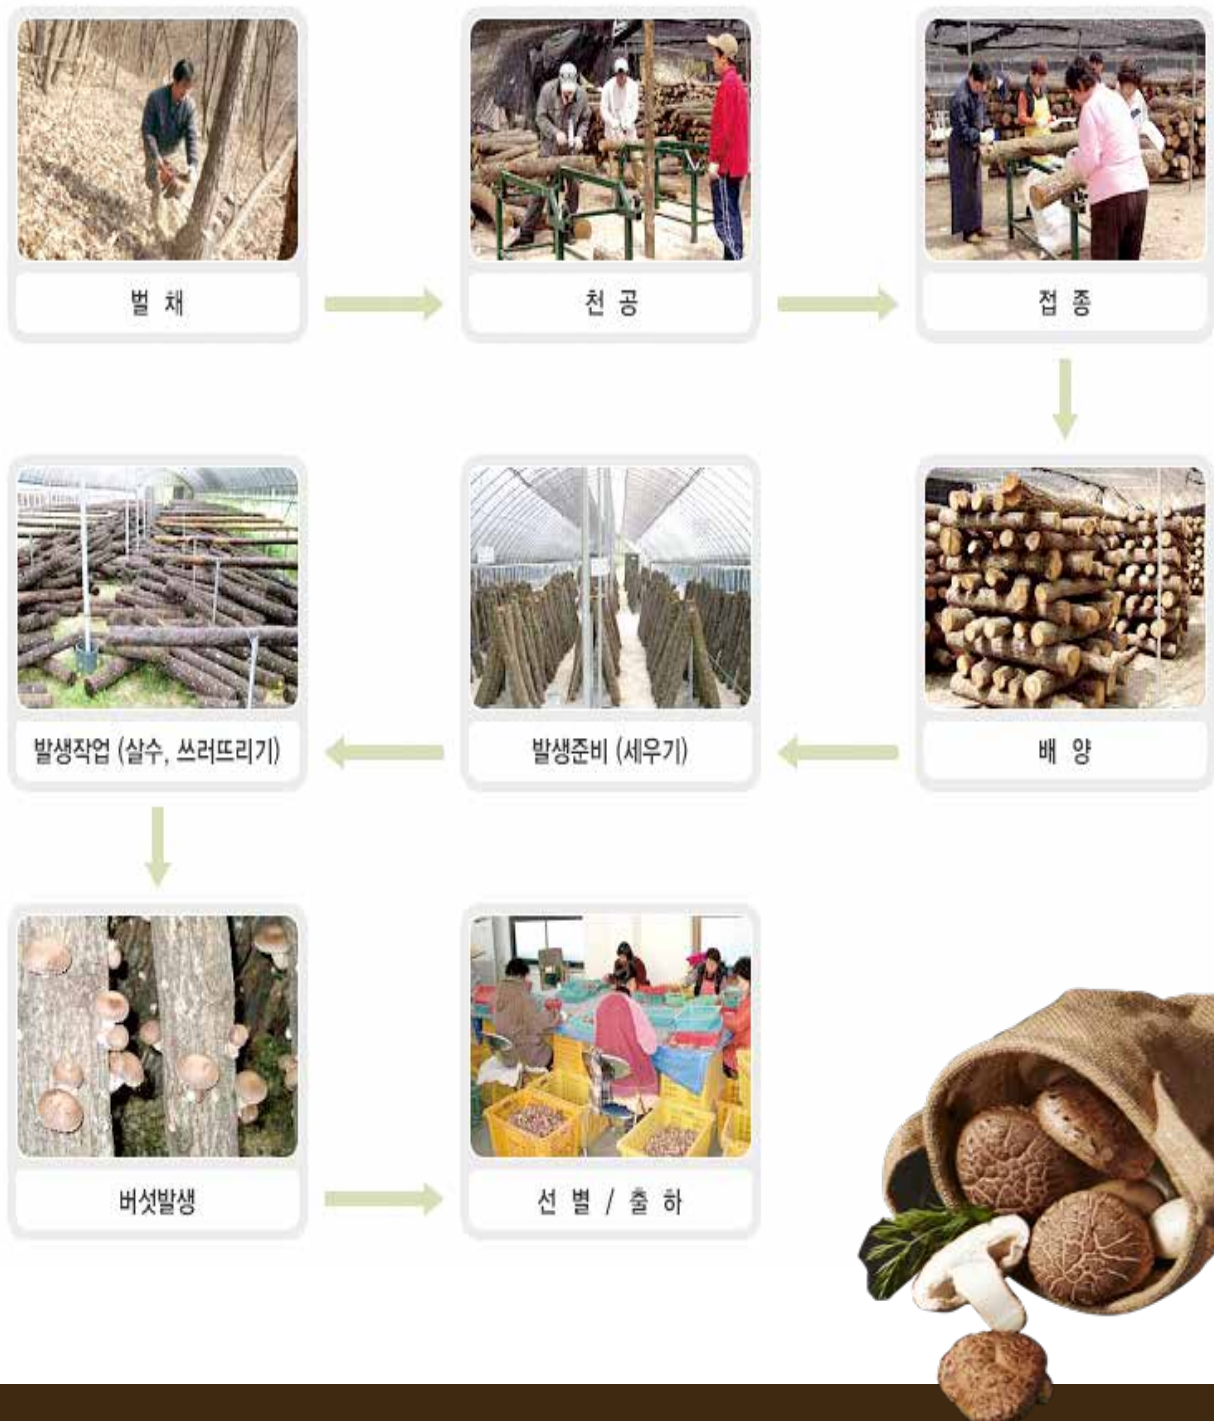 벌 채
천 공
접 종
배 양
발생준비 (세우기)
발생작업 (살수, 쓰러뜨리기)
버섯발생
선 별 / 출 하